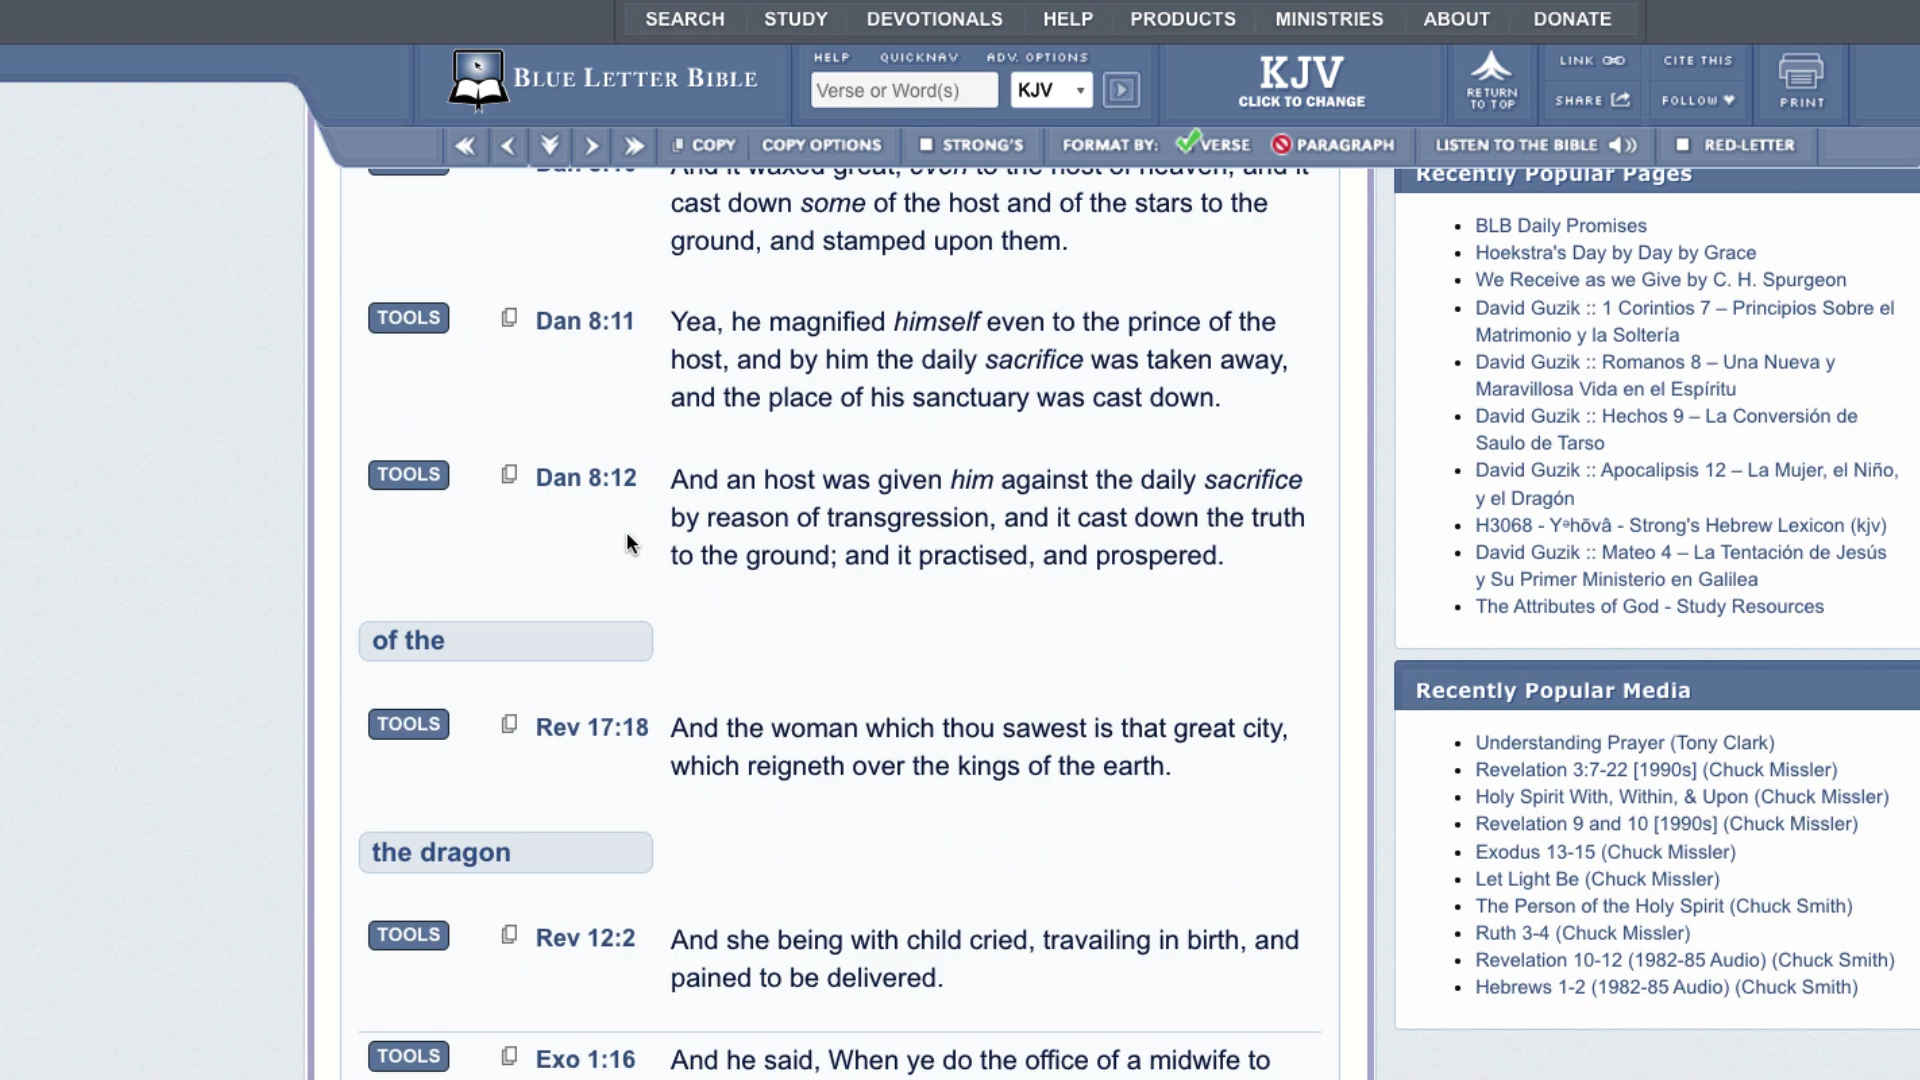 SEARCH STUDY DEVOTIONALS HELP PRODUCTS MINISTRIES ABOUT DONATE
BLUE LETTER BIBLE
HELP QUICKNAV ADV. OPTIONS
Verse or Word(s) KJV
KJV
CLICK TO CHANGE
RETURN
TO TOP
LINK
SHARE
CITE THIS
FOLLOW
PRINT
COPY COPY OPTIONS STRONG'S FORMAT BY: VERSE PARAGRAPH LISTEN TO THE BIBLE RED-LETTER
And it waxed great, even to the host of heaven; and it
cast down some of the host and of the stars to the
ground, and stamped upon them.
TOOLS Dan 8:11 Yea, he magnified himself even to the prince of the
host, and by him the daily sacrifice was taken away,
and the place of his sanctuary was cast down.
TOOLS Dan 8:12 And an host was given him against the daily sacrifice
by reason of transgression, and it cast down the truth
to the ground; and it practised, and prospered.
of the
TOOLS Rev 17:18 And the woman which thou sawest is that great city,
which reigneth over the kings of the earth.
the dragon
TOOLS Rev 12:2 And she being with child cried, travailing in birth, and
pained to be delivered.
TOOLS Exo 1:16 And he said, When ye do the office of a midwife to
Recently Popular Pages
BLB Daily Promises
Hoekstra's Day by Day by Grace
We Receive as we Give by C. H. Spurgeon
David Guzik :: 1 Corintios 7 – Principios Sobre el
Matrimonio y la Soltería
David Guzik :: Romanos 8 – Una Nueva y
Maravillosa Vida en el Espíritu
David Guzik :: Hechos 9 – La Conversión de
Saulo de Tarso
David Guzik :: Apocalipsis 12 – La Mujer, el Niño,
y el Dragón
H3068 - Yᵊhōvâ - Strong's Hebrew Lexicon (kjv)
David Guzik :: Mateo 4 – La Tentación de Jesús
y Su Primer Ministerio en Galilea
The Attributes of God - Study Resources
Recently Popular Media
Understanding Prayer (Tony Clark)
Revelation 3:7-22 [1990s] (Chuck Missler)
Holy Spirit With, Within, & Upon (Chuck Missler)
Revelation 9 and 10 [1990s] (Chuck Missler)
Exodus 13-15 (Chuck Missler)
Let Light Be (Chuck Missler)
The Person of the Holy Spirit (Chuck Smith)
Ruth 3-4 (Chuck Missler)
Revelation 10-12 (1982-85 Audio) (Chuck Smith)
Hebrews 1-2 (1982-85 Audio) (Chuck Smith)